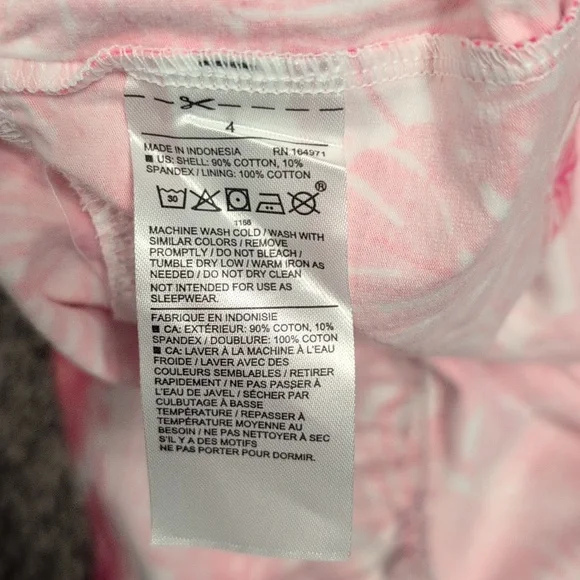 4
MADE IN INDONESIA RN 164971
■ US: SHELL: 90% COTTON, 10%
SPANDEX / LINING: 100% COTTON
30
®
1156
MACHINE WASH COLD / WASH WITH
SIMILAR COLORS / REMOVE
PROMPTLY / DO NOT BLEACH /
TUMBLE DRY LOW / WARM IRON AS
NEEDED / DO NOT DRY CLEAN
NOT INTENDED FOR USE AS
SLEEPWEAR.
FABRIQUE EN INDONISIE
■ CA: EXTÉRIEUR: 90% COTON, 10%
SPANDEX / DOUBLURE: 100% COTON
■ CA: LAVER À LA MACHINE À L'EAU
FROIDE / LAVER AVEC DES
COULEURS SEMBLABLES / RETIRER
RAPIDEMENT / NE PAS PASSER À
L'EAU DE JAVEL / SÉCHER PAR
CULBUTAGE À BASSE
TEMPÉRATURE / REPASSER À
TEMPÉRATURE MOYENNE AU
BESOIN / NE PAS NETTOYER À SEC
S'IL Y A DES MOTIFS
NE PAS PORTER POUR DORMIR.